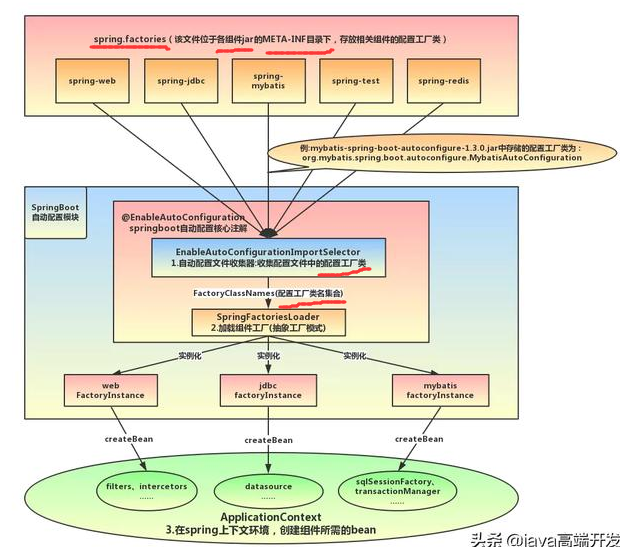 spring.factories（该文件位于各组件jar的META-INF目录下，存放相关组件的配置工厂类）
spring-web
spring-jdbc
spring-
mybatis
spring-test
spring-redis
例:mybatis-spring-boot-autoconfigure-1.3.0.jar中存储的配置工厂类为：
org.mybatis.spring.boot.autoconfigure.MybatisAutoConfiguration
SpringBoot
自动配置模块
@EnableAutoConfiguration
springboot自动配置核心注解
EnableAutoConfigurationImportSelector
1.自动配置文件收集器:收集配置文件中的配置工厂类
FactoryClassNames(配置工厂类名集合)
SpringFactoriesLoader
2.加载组件工厂(抽象工厂模式)
实例化
实例化
实例化
web
FactoryInstance
jdbc
factoryInstance
mybatis
factoryInstance
createBean
createBean
createBean
filters、intercetors
......
datasource
......
sqlSessionFactory、
transactionManager
......
ApplicationContext
3.在spring上下文环境，创建组件所需的bean
头条 @java高端开发